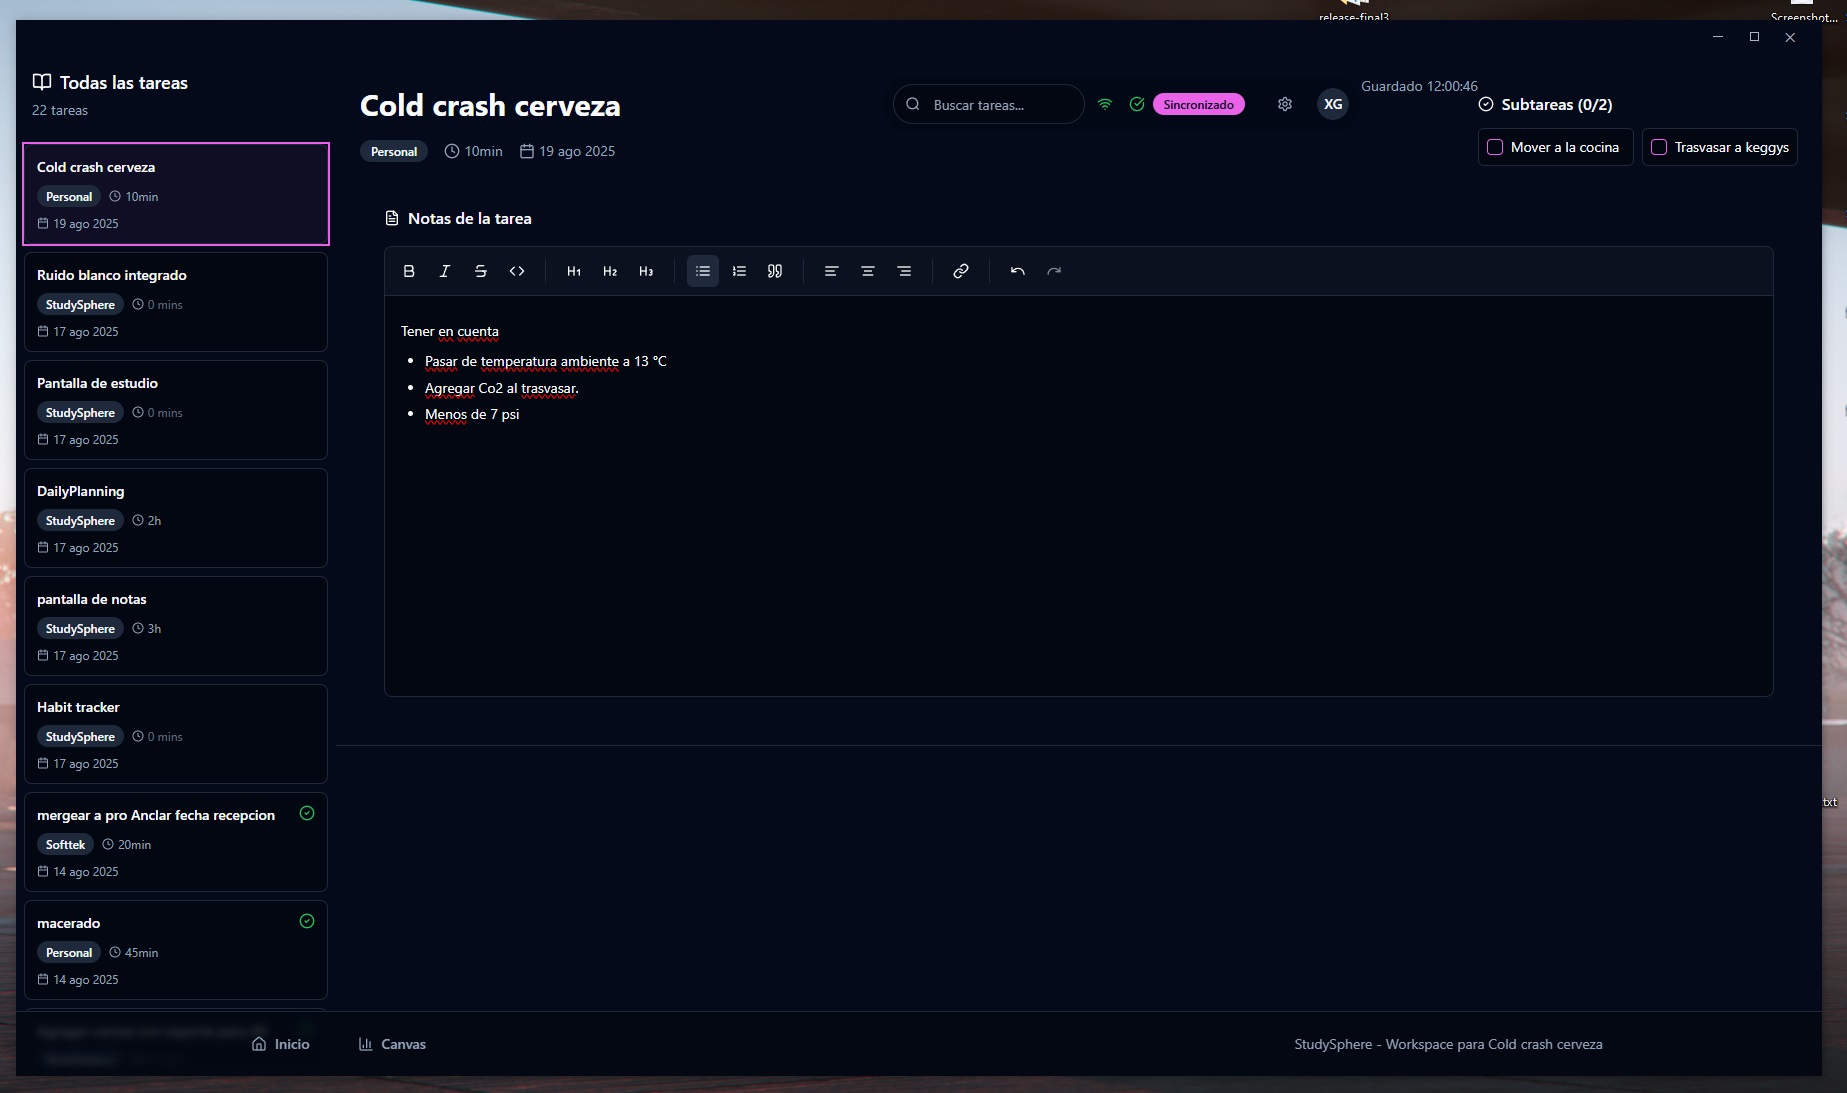 release-final3
Screenshot...
Todas las tareas
22 tareas
Cold crash cerveza
Personal
10min
19 ago 2025
Ruido blanco integrado
StudySphere
0 mins
17 ago 2025
Pantalla de estudio
StudySphere
0 mins
17 ago 2025
DailyPlanning
StudySphere
2h
17 ago 2025
pantalla de notas
StudySphere
3h
17 ago 2025
Habit tracker
StudySphere
0 mins
17 ago 2025
mergear a pro Anclar fecha recepcion
Softtek
20min
14 ago 2025
macerado
Personal
45min
14 ago 2025
Cold crash cerveza
Personal
10min
19 ago 2025
Buscar tareas...
Sincronizado
XG
Guardado 12:00:46
Subtareas (0/2)
Mover a la cocina
Trasvasar a keggys
Notas de la tarea
B I S <> H1 H2 H3
Tener en cuenta
• Pasar de temperatura ambiente a 13 °C
• Agregar Co2 al trasvasar.
• Menos de 7 psi
.txt
Inicio
Canvas
StudySphere - Workspace para Cold crash cerveza